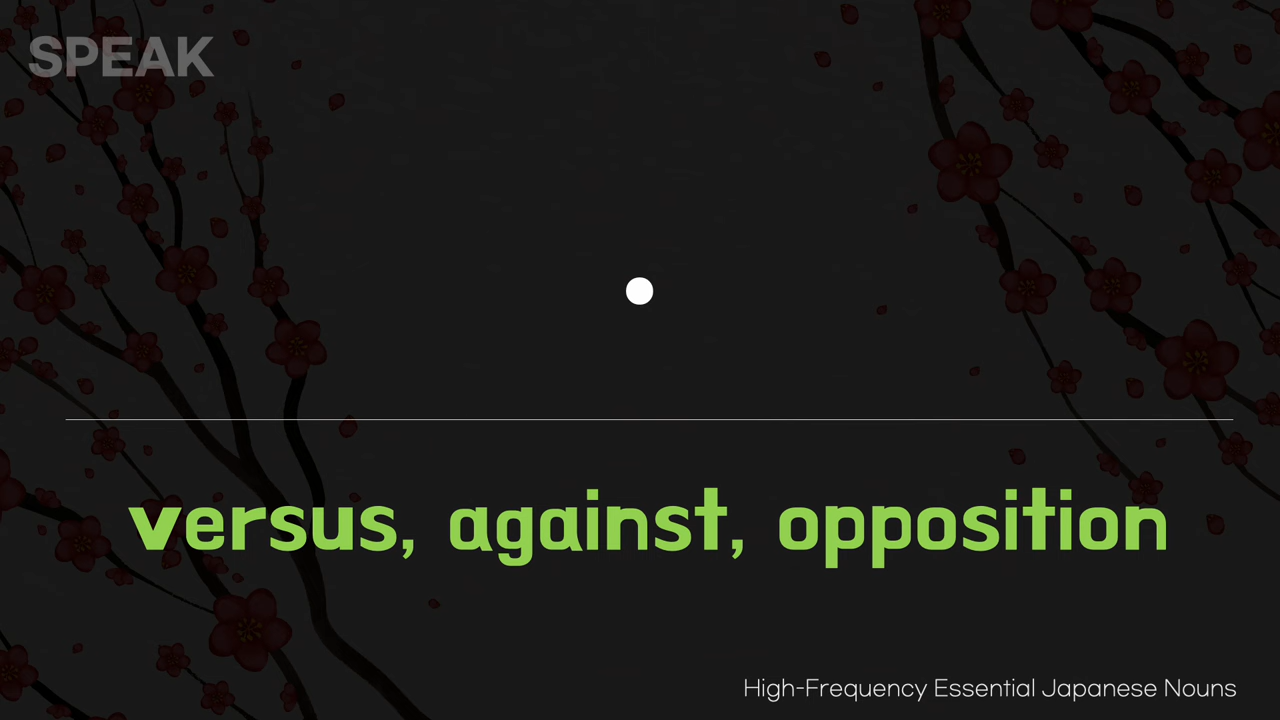 SPEAK
versus, against, opposition
High-Frequency Essential Japanese Nouns